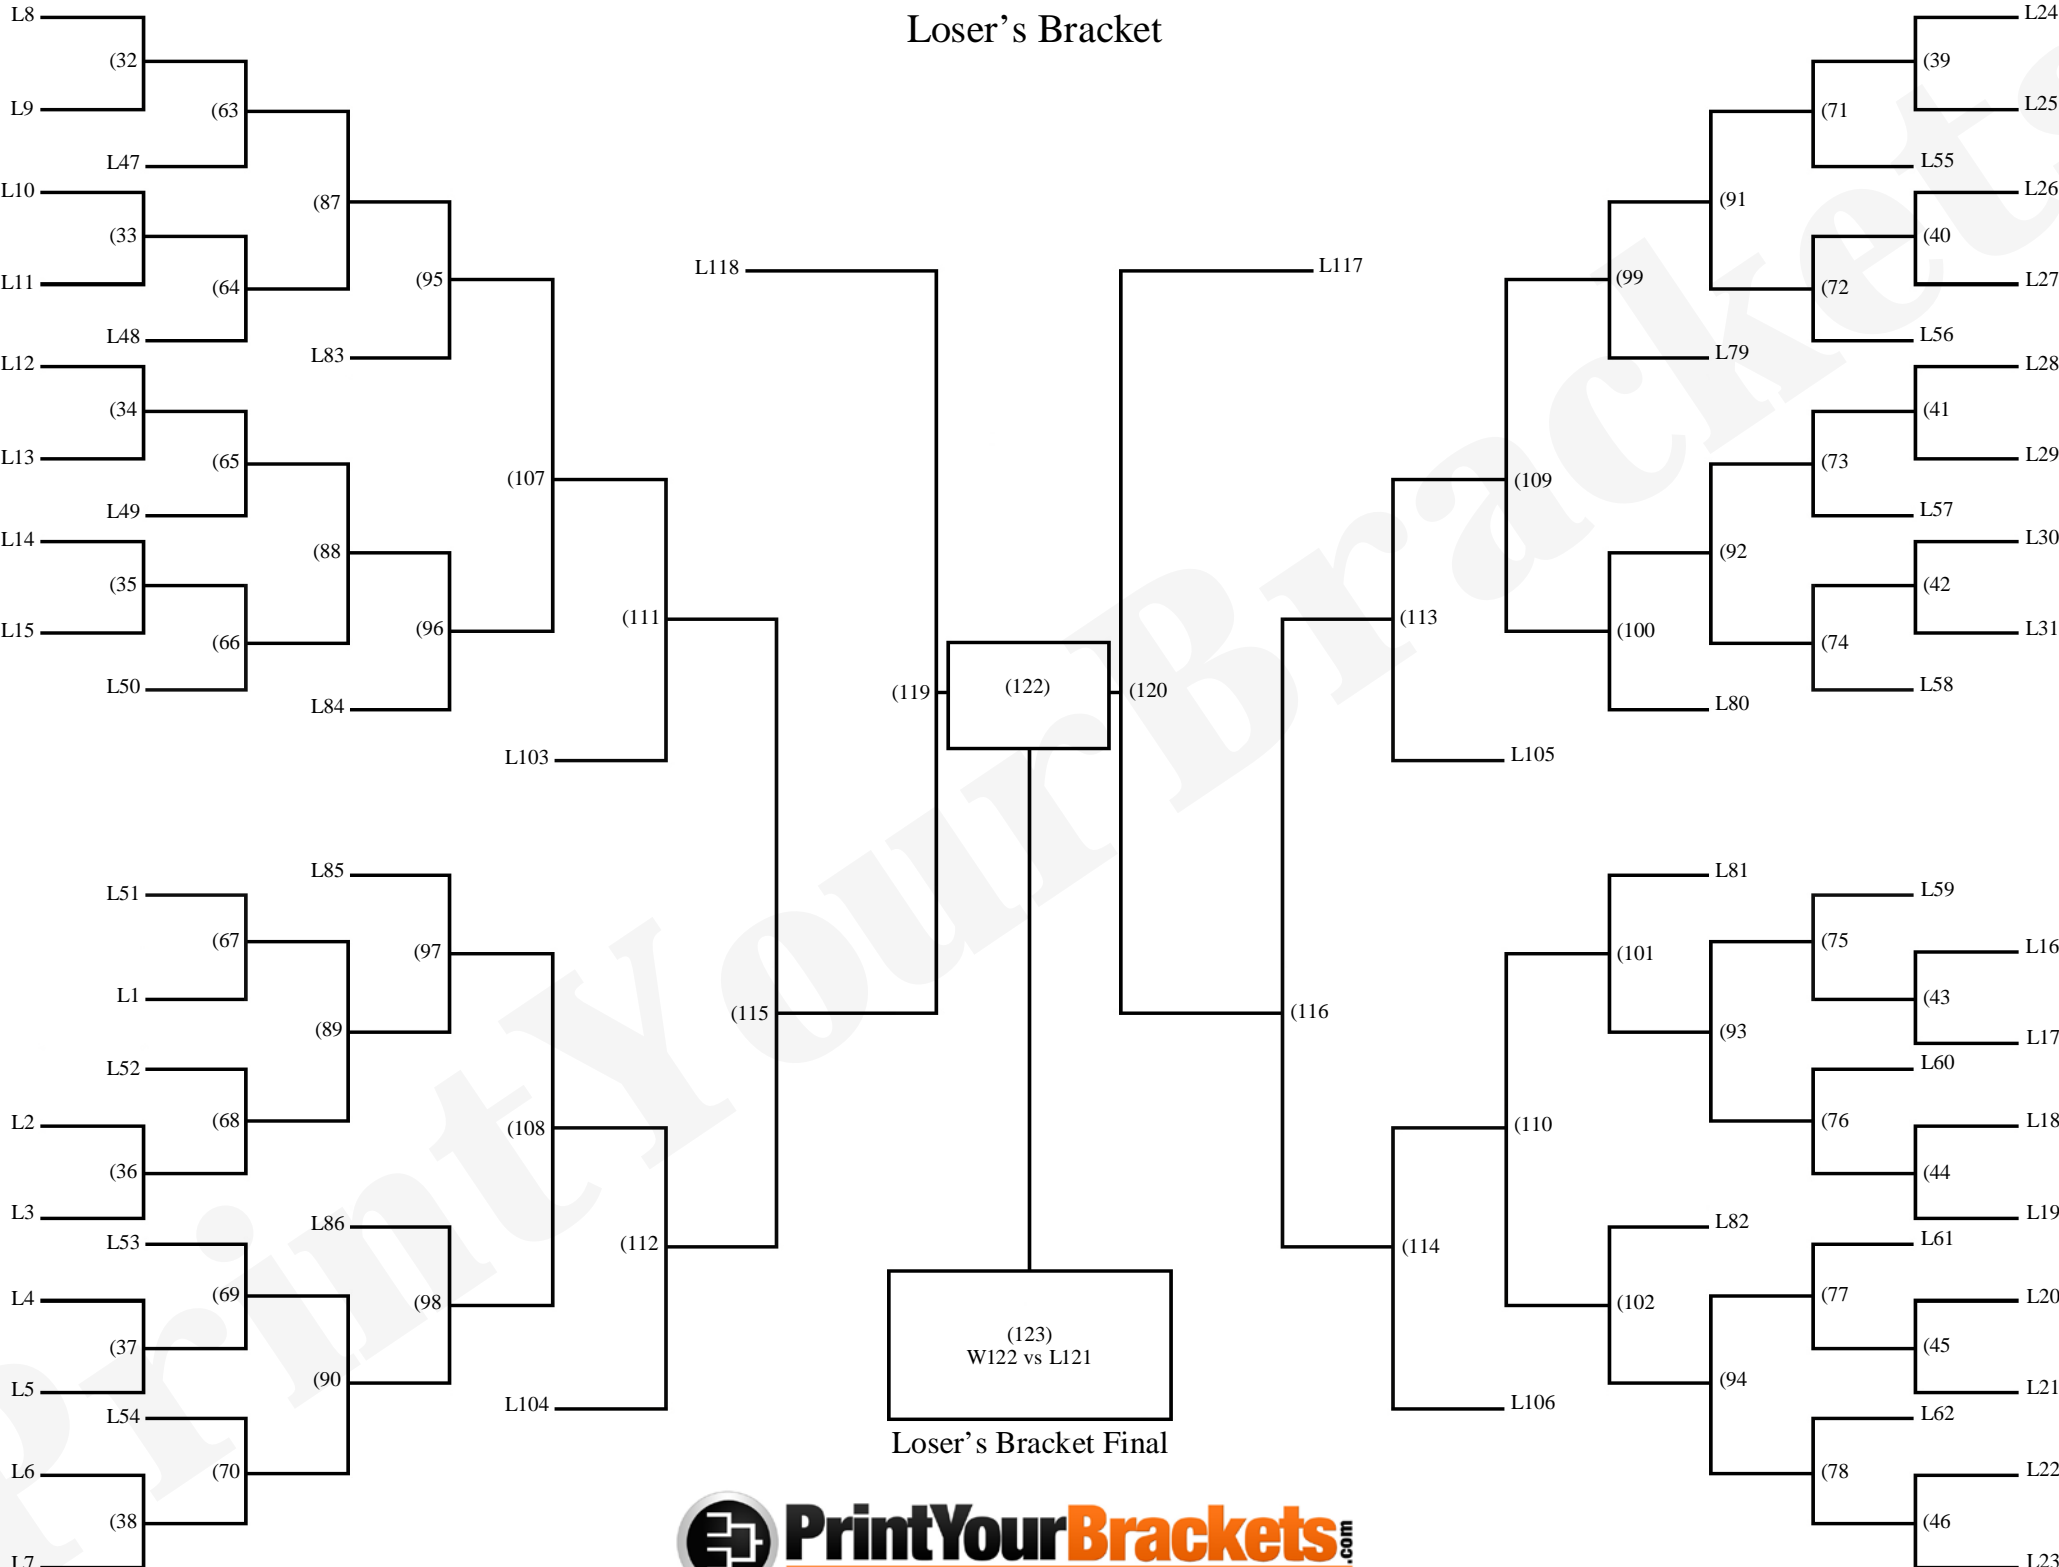 Loser's Bracket
L8
(32
L9
(63
L47
L10
(87
(33
L11
(64
(95
L48
L83
L12
(34
L13
(65
(107
L49
L14
(88
(35
L15
(66
(96
(111
L50
L84
L103
L118
(119
L85
L51
(67
(97
L1
(89
(115
L52
L2
(68
(108
(36
L3
L86
L53
(112
L4
(69
(98
(37
L5
(90
L54
L104
L6
(70
(38
L7
(122)
(123)
W122 vs L121
Loser's Bracket Final
L117
(120
L24
(39
L25
(71
L55
L26
(91
(40
L27
(99
(72
L56
L79
L28
(41
L29
(73
(109
L57
L30
(92
(42
L31
(113
(100
(74
L58
L80
L105
L81
L59
(75
L16
(101
(43
L17
(116
(93
L60
L18
(110
(76
(44
L19
L82
L61
(114
(77
L20
(102
(45
L21
(94
L106
L62
(78
L22
(46
L23
PrintYourBrackets
PrintYourBrackets.com